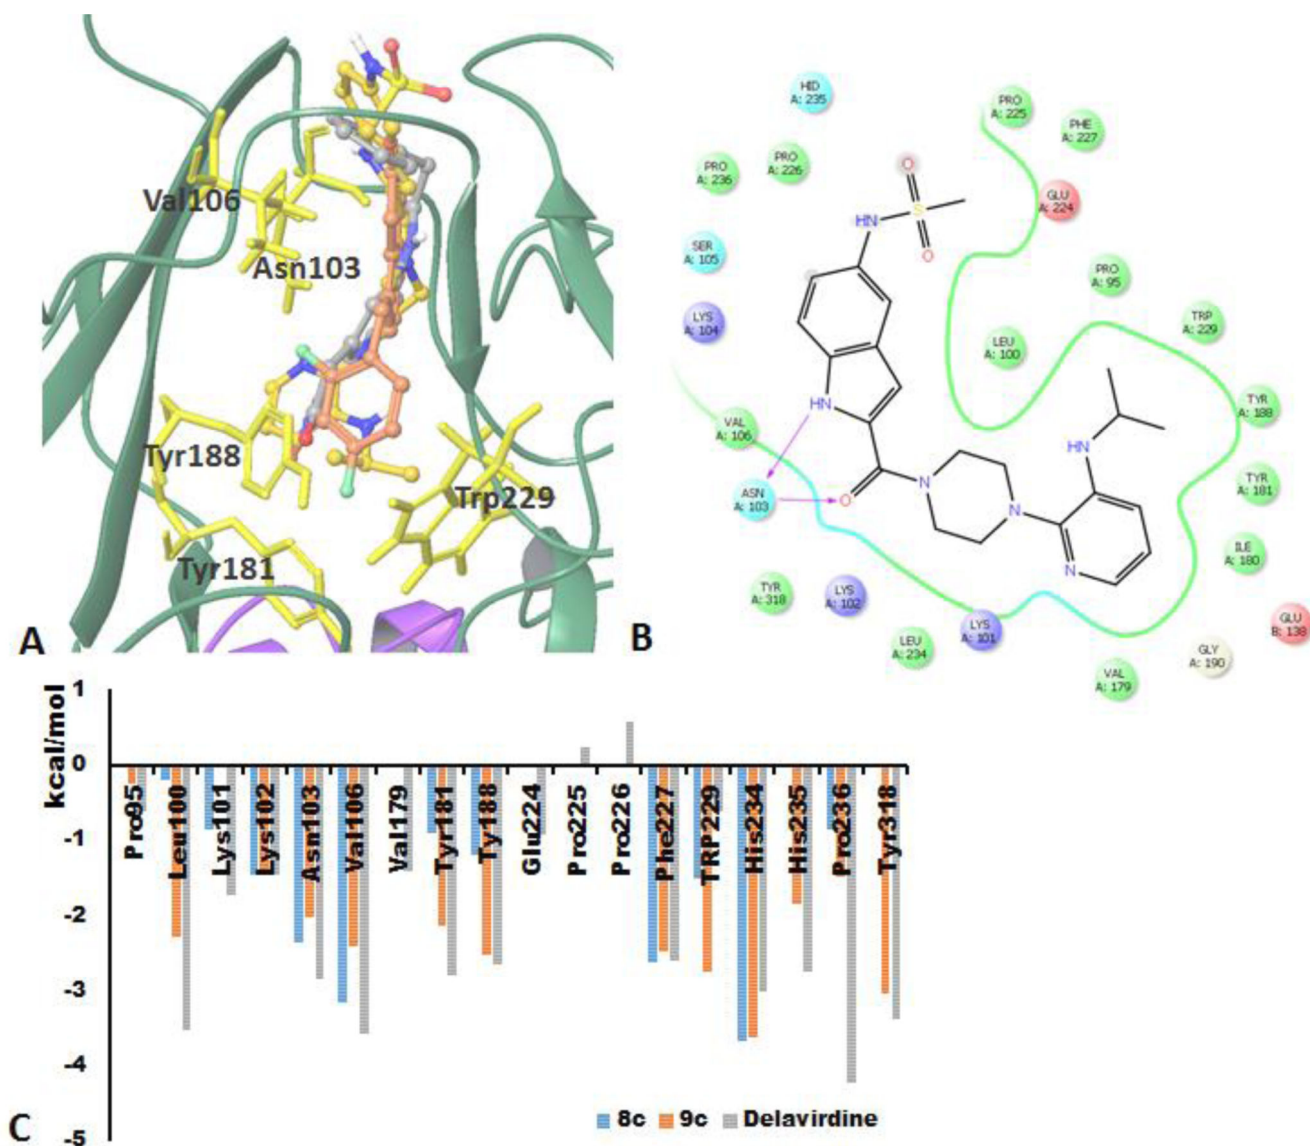 Val106
Asn103
Tyr188
Trp229
Tyr181
A
HID
A: 235
PRO
A: 225
PHE
A: 227
PRO
A: 236
PRO
A: 226
GLU
A: 224
O
HN
S
O
SER
A: 105
PRO
A: 95
LYS
A: 104
TRP
A: 229
LEU
A: 100
HN
VAL
A: 106
TYR
A: 188
HN
ASN
A: 103
O
N
N
TYR
A: 181
N
ILE
A: 180
TYR
A: 318
LYS
A: 102
LYS
A: 101
GLU
B: 138
LEU
A: 234
GLY
A: 190
VAL
A: 179
B
kcal/mol
1
0
-1
-2
-3
-4
-5
Pro95
Leu100
Lys101
Lys102
Asn103
Val106
Val179
Tyr181
Ty188
Glu224
Pro225
Pro226
Phe227
TRP229
His234
His235
Pro236
Tyr318
8c 9c Delavirdine
C